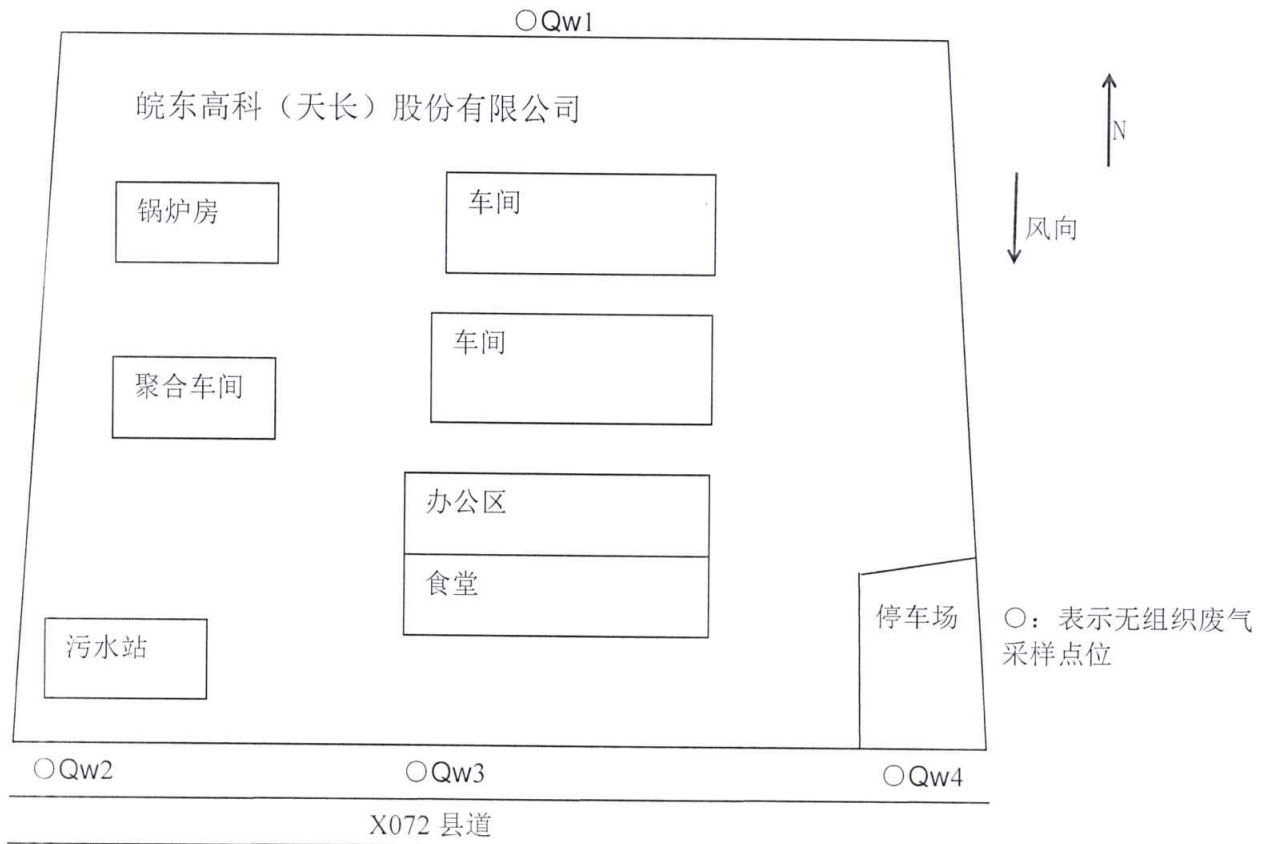 ○Qw1
皖东高科（天长）股份有限公司
N
锅炉房
车间
风向
车间
聚合车间
办公区
食堂
停车场
○：表示无组织废气
采样点位
污水站
○Qw2
○Qw3
○Qw4
X072 县道